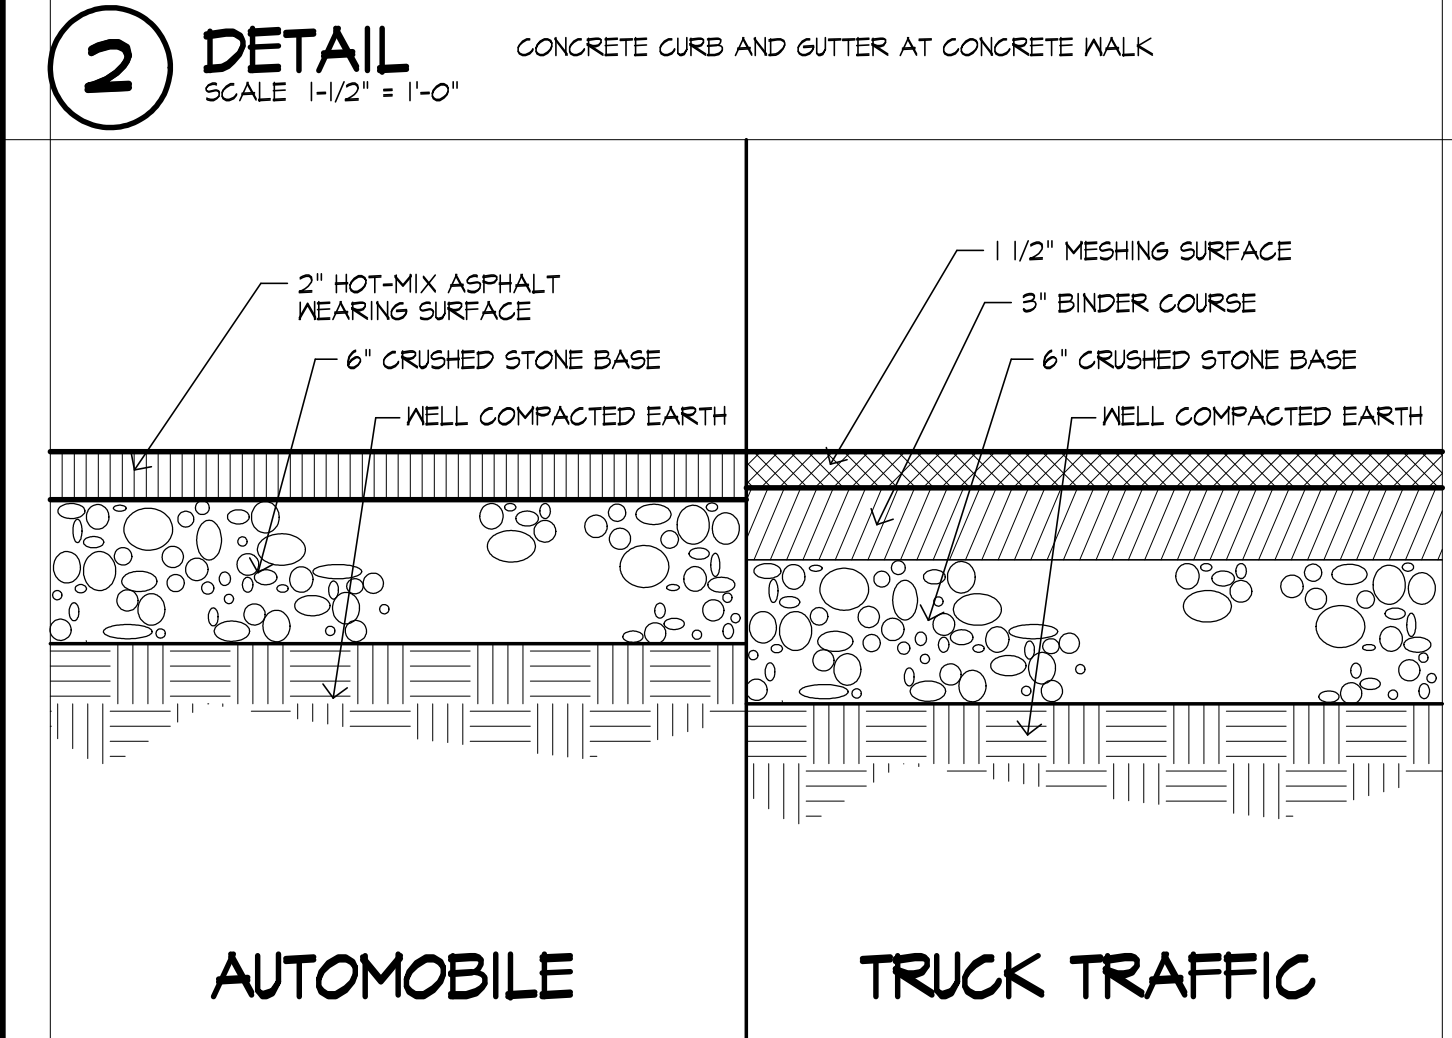 2
DETAIL
SCALE 1-1/2" = 1'-0"
CONCRETE CURB AND GUTTER AT CONCRETE WALK
2" HOT-MIX ASPHALT
WEARING SURFACE
6" CRUSHED STONE BASE
WELL COMPACTED EARTH
1 1/2" MESHING SURFACE
3" BINDER COURSE
6" CRUSHED STONE BASE
WELL COMPACTED EARTH
AUTOMOBILE
TRUCK TRAFFIC